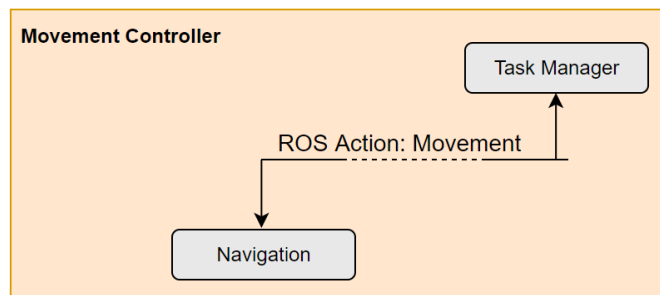 Movement Controller
Task Manager
ROS Action: Movement
Navigation